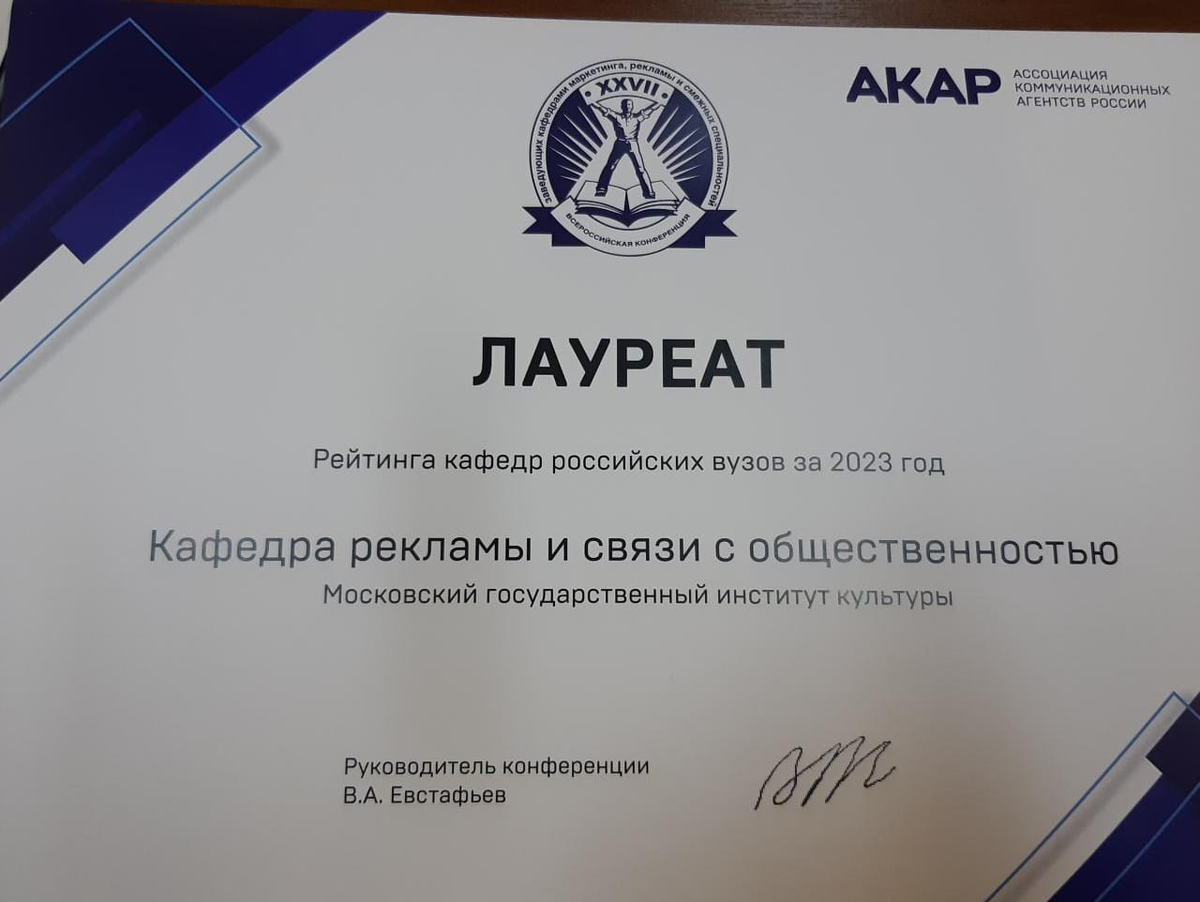 заведующих кафедрами маркетинга, рекламы и смежных специальностей
• XXVII •
ВСЕРОССИЙСКАЯ КОНФЕРЕНЦИЯ
АКАР
АССОЦИАЦИЯ
КОММУНИКАЦИОННЫХ
АГЕНТСТВ РОССИИ
ЛАУРЕАТ
Рейтинга кафедр российских вузов за 2023 год
Кафедра рекламы и связи с общественностью
Московский государственный институт культуры
Руководитель конференции
В.А. Евстафьев